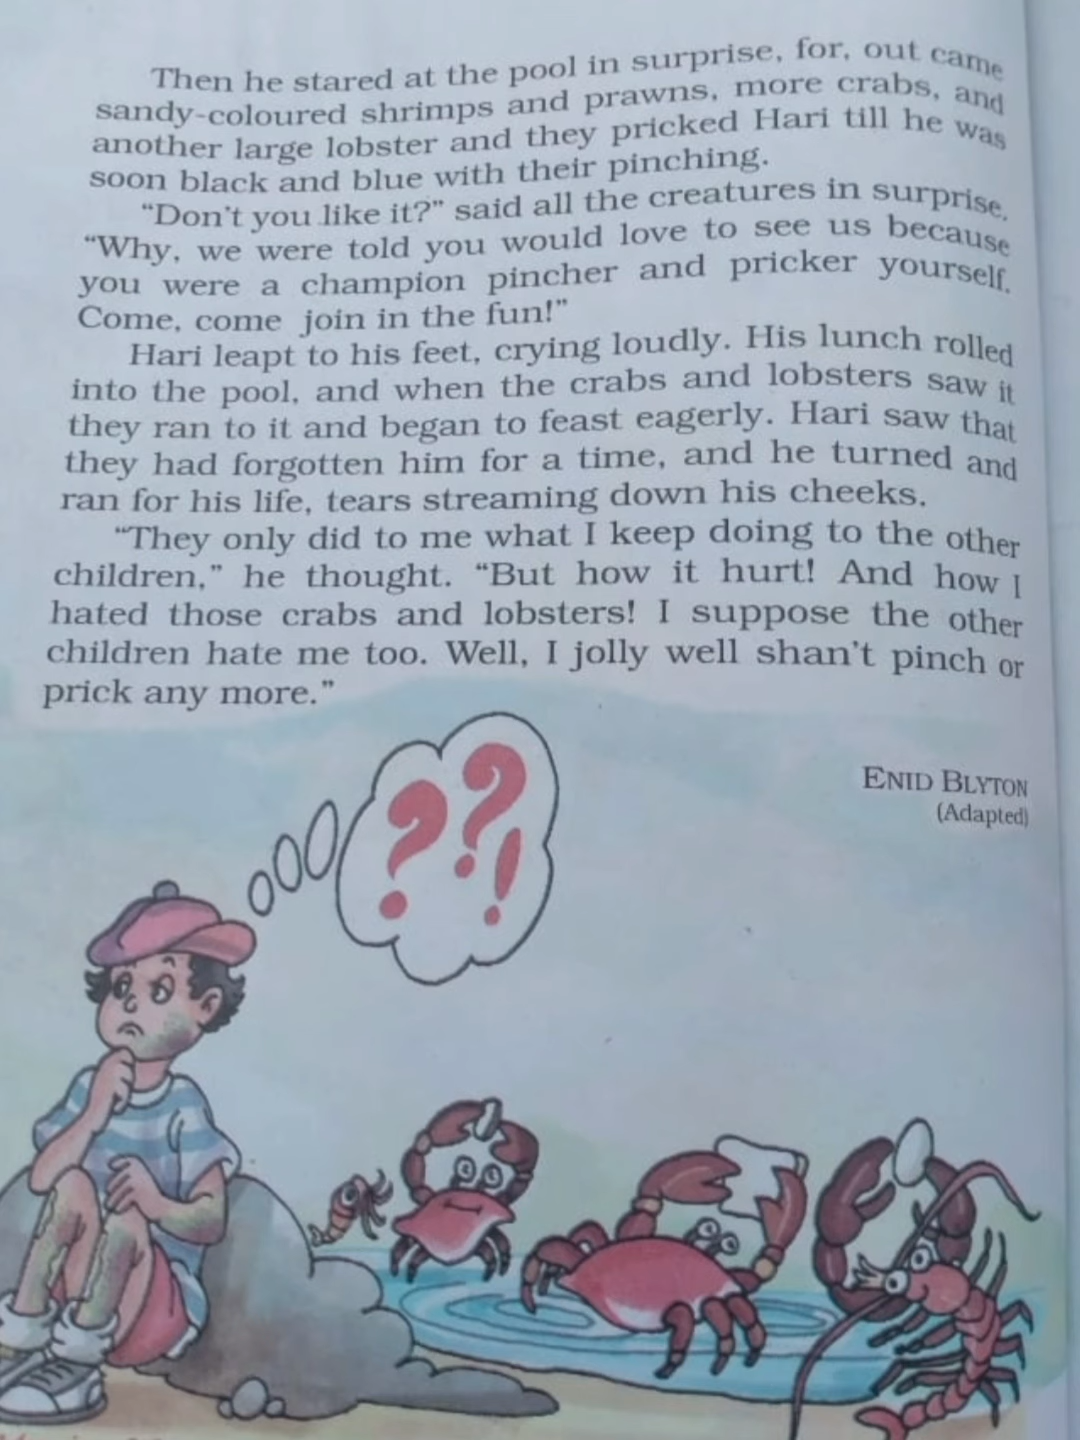 Then he stared at the pool in surprise, for, out came
sandy-coloured shrimps and prawns, more crabs, and
another large lobster and they pricked Hari till he was
soon black and blue with their pinching.
“Don't you like it?” said all the creatures in surprise.
“Why, we were told you would love to see us because
you were a champion pincher and pricker yourself.
Come, come join in the fun!”
Hari leapt to his feet, crying loudly. His lunch rolled
into the pool, and when the crabs and lobsters saw it
they ran to it and began to feast eagerly. Hari saw that
they had forgotten him for a time, and he turned and
ran for his life, tears streaming down his cheeks.
“They only did to me what I keep doing to the other
children,” he thought. “But how it hurt! And how I
hated those crabs and lobsters! I suppose the other
children hate me too. Well, I jolly well shan't pinch or
prick any more.”
ENID BLYTON
(Adapted)
? ? !